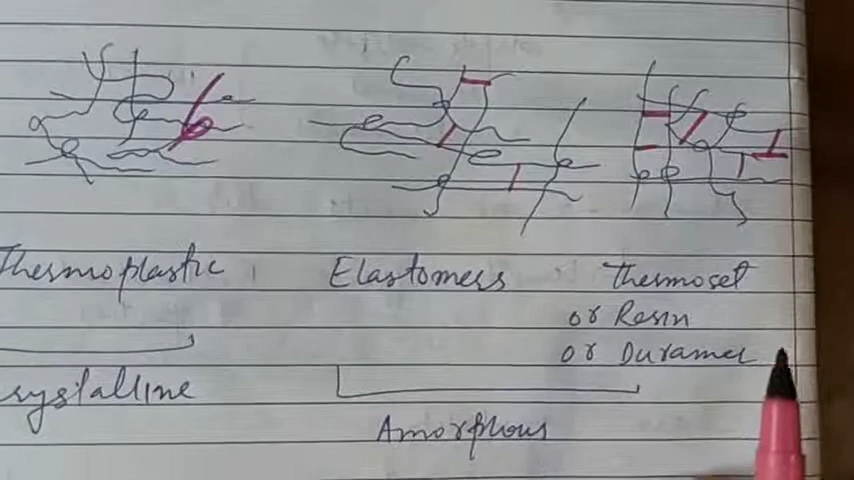 Thermoplastic Elastomers Thermoset
or Resin
or Duramer
crystalline
Amorphous